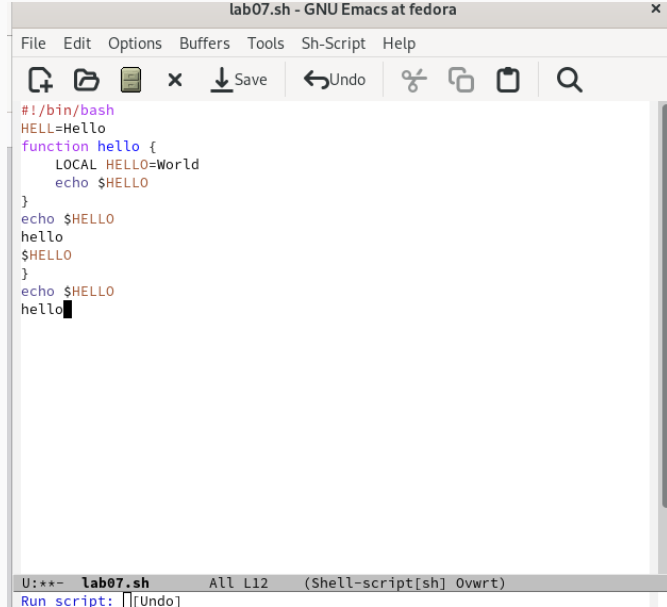 lab07.sh - GNU Emacs at fedora
File Edit Options Buffers Tools Sh-Script Help
Save Undo
#!/bin/bash
HELL=Hello
function hello {
    LOCAL HELLO=World
    echo $HELLO
}
echo $HELLO
hello
$HELLO
}
echo $HELLO
hello
U:**- lab07.sh All L12 (Shell-script[sh] Ovwrt)
Run script: [Undo]